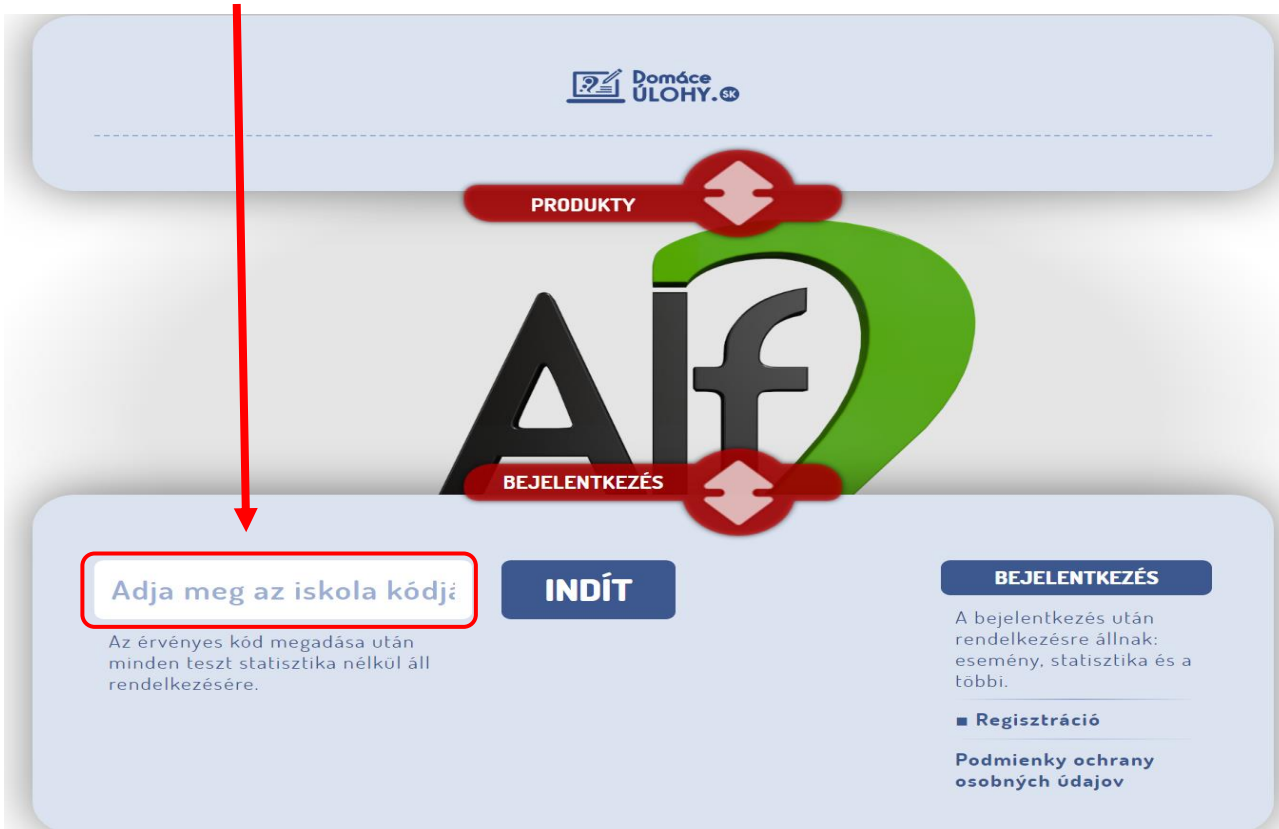 Domáce
ÚLOHY.SK
PRODUKTY
Alf
BEJELENTKEZÉS
Adja meg az iskola kódjá
INDÍT
Az érvényes kód megadása után
minden teszt statisztika nélkül áll
rendelkezésére.
BEJELENTKEZÉS
A bejelentkezés után
rendelkezésre állnak:
esemény, statisztika és a
többi.
Regisztráció
Podmienky ochrany
osobných údajov